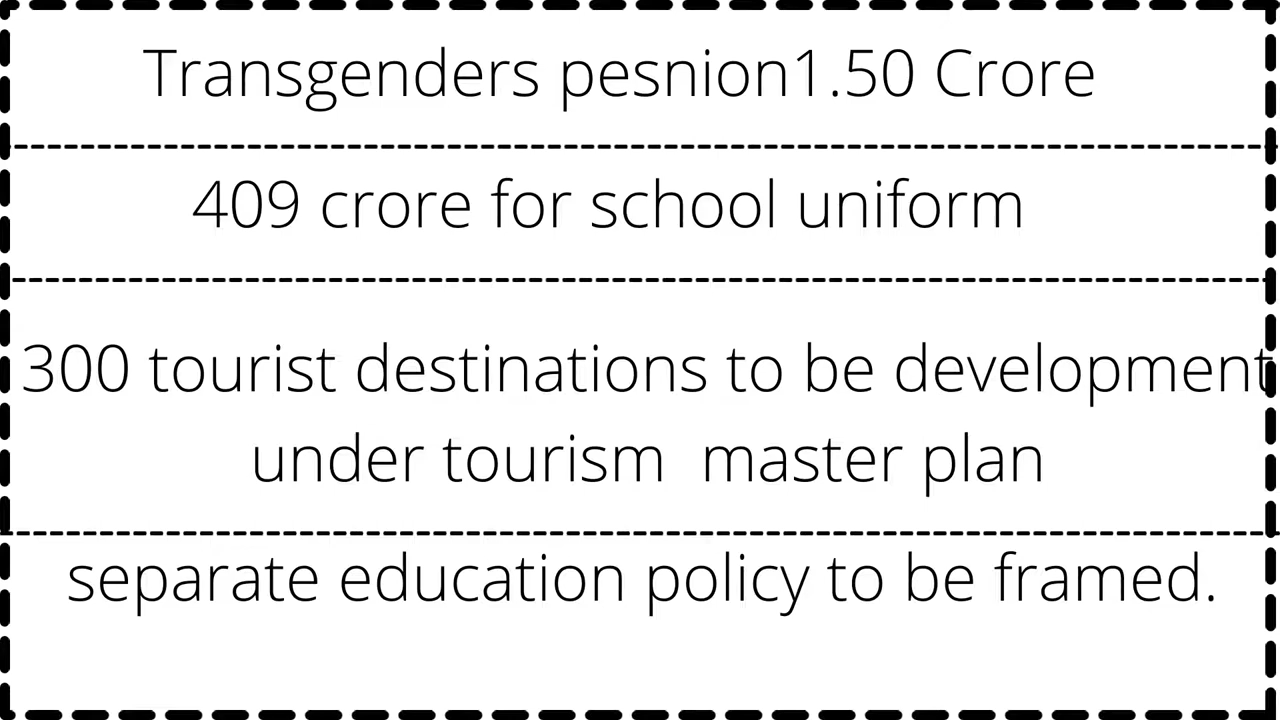 Transgenders pesnion1.50 Crore
409 crore for school uniform
300 tourist destinations to be development
under tourism master plan
separate education policy to be framed.